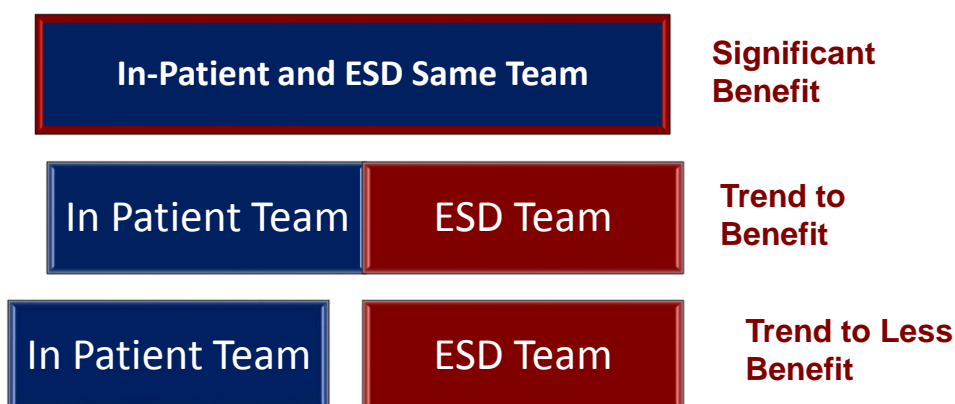 In-Patient and ESD Same Team
Significant
Benefit
In Patient Team
ESD Team
Trend to
Benefit
In Patient Team
ESD Team
Trend to Less
Benefit